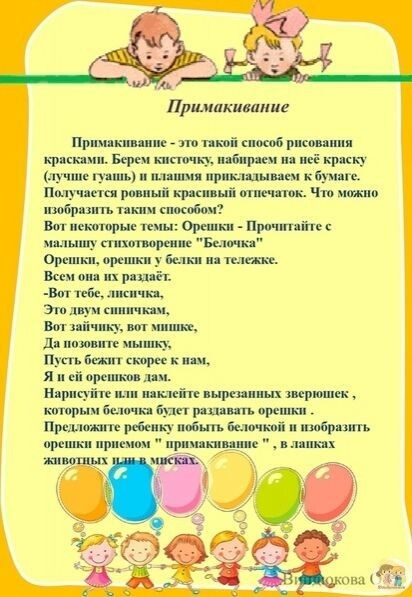 Примакивание
Примакивание - это такой способ рисования
красками. Берем кисточку, набираем на неё краску
(лучше гуашь) и плашмя прикладываем к бумаге.
Получается ровный красивый отпечаток. Что можно
изобразить таким способом?
Вот некоторые темы: Орешки - Прочитайте с
малышу стихотворение "Белочка"
Орешки, орешки у белки на тележке.
Всем она их раздаёт.
-Вот тебе, лисичка,
Это двум синичкам,
Вот зайчику, вот мишке,
Да позовите мышку,
Пусть бежит скорее к нам,
Я и ей орешков дам.
Нарисуйте или наклейте вырезанных зверюшек ,
которым белочка будет раздавать орешки .
Предложите ребенку побыть белочкой и изобразить
орешки приемом " примакивание " , в лапках
животных или в мисках.